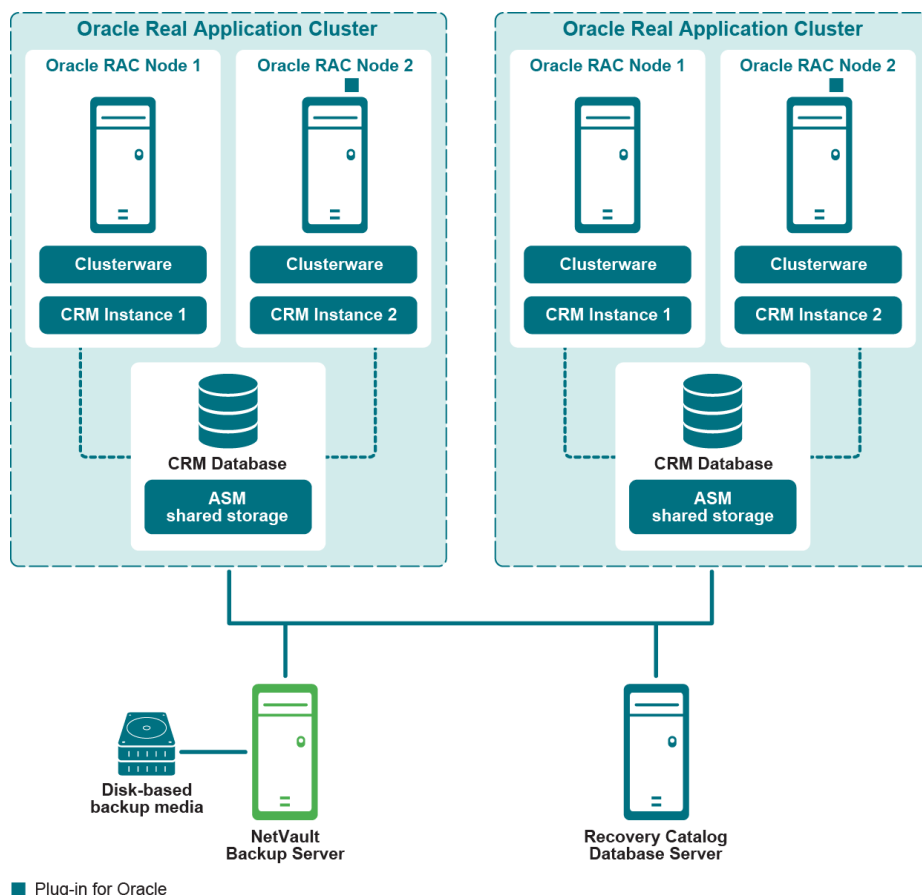 Oracle Real Application Cluster
Oracle RAC Node 1
Oracle RAC Node 2
Clusterware
Clusterware
CRM Instance 1
CRM Instance 2
CRM Database
ASM
shared storage
Oracle Real Application Cluster
Oracle RAC Node 1
Oracle RAC Node 2
Clusterware
Clusterware
CRM Instance 1
CRM Instance 2
CRM Database
ASM
shared storage
Disk-based
backup media
NetVault
Backup Server
Recovery Catalog
Database Server
Plug-in for Oracle